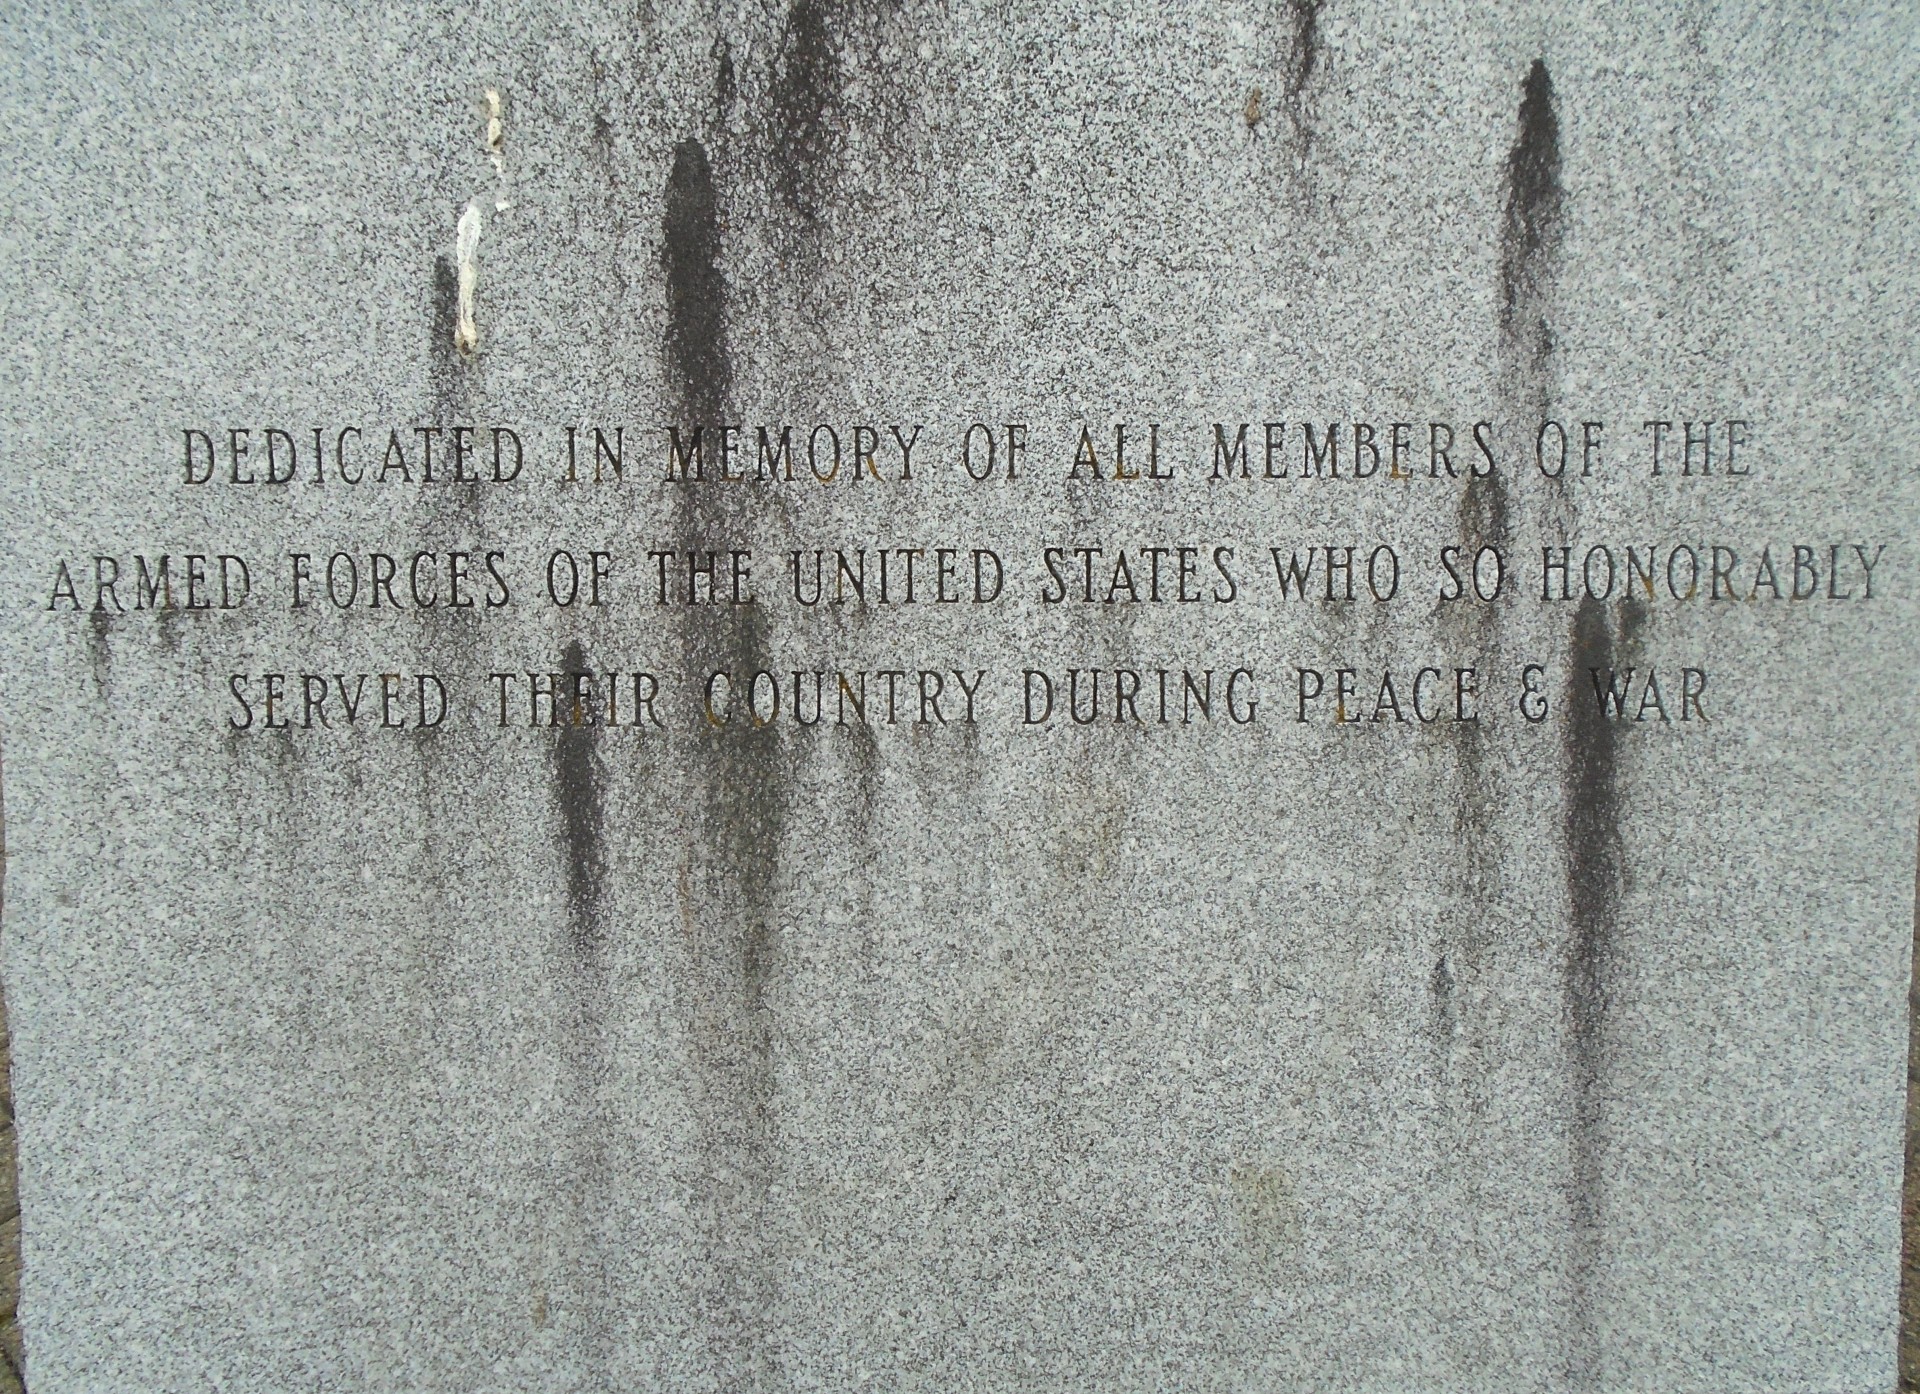 DEDICATED IN MEMORY OF ALL MEMBERS OF THE
ARMED FORCES OF THE UNITED STATES WHO SO HONORABLY
SERVED THEIR COUNTRY DURING PEACE & WAR